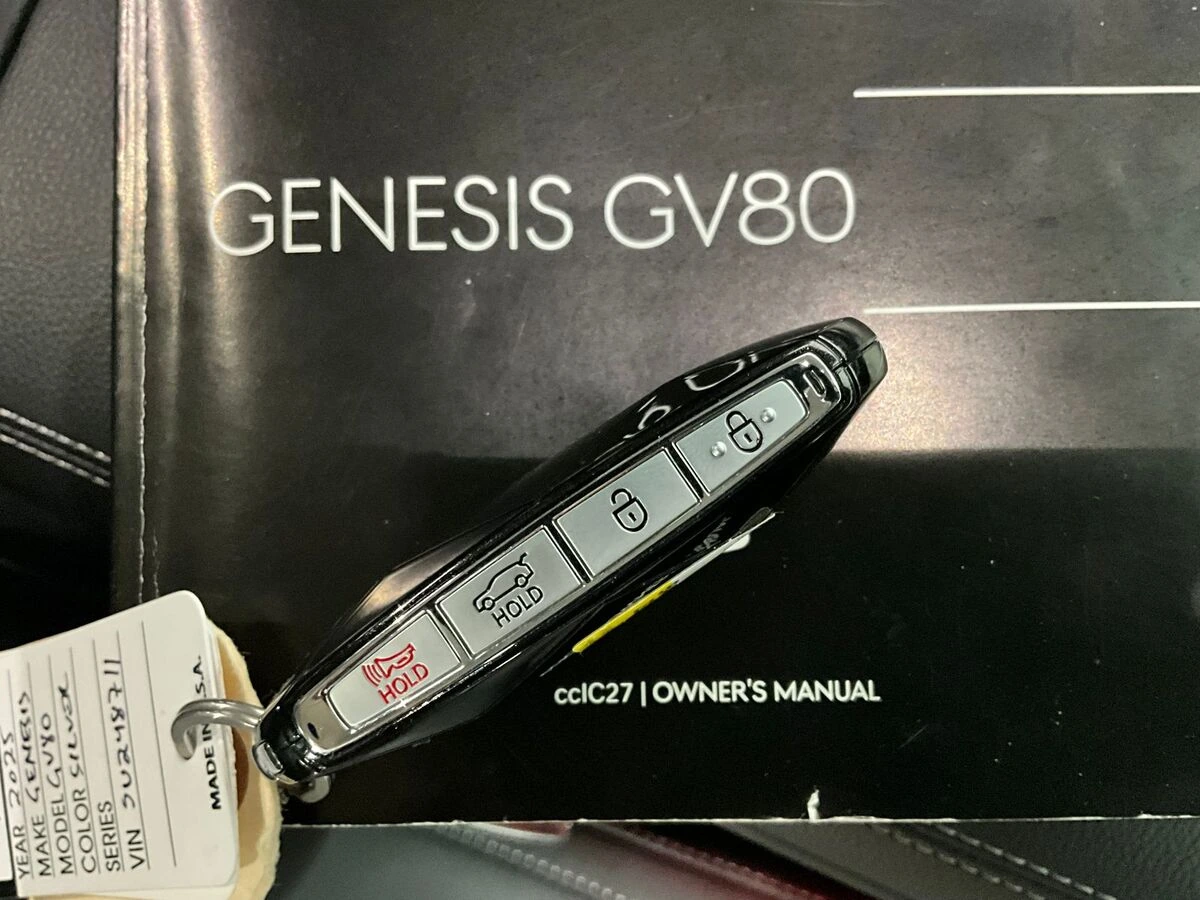 GENESIS GV80
HOLD
HOLD
ccIC27 | OWNER'S MANUAL
YEAR 2025
MAKE GENESIS
MODEL GV80
COLOR SILVER
SERIES
VIN SU248711
MADE IN U.S.A.